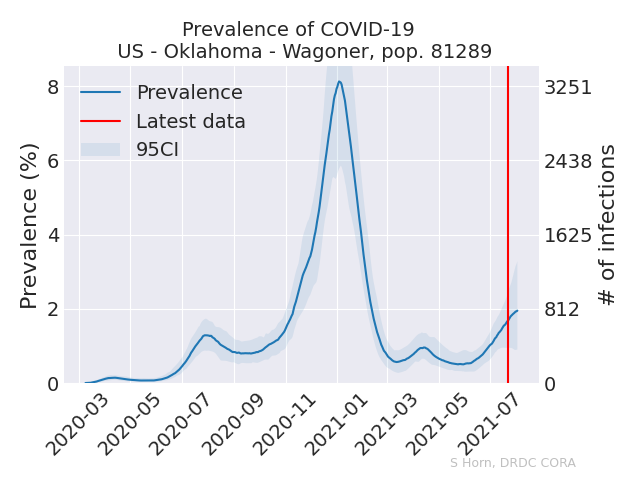 Prevalence of COVID-19
US - Oklahoma - Wagoner, pop. 81289
Prevalence
Latest data
95CI
Prevalence (%)
8
6
4
2
0
3251
2438
1625
812
0
# of infections
2020-03
2020-05
2020-07
2020-09
2020-11
2021-01
2021-03
2021-05
2021-07
S Horn, DRDC CORA